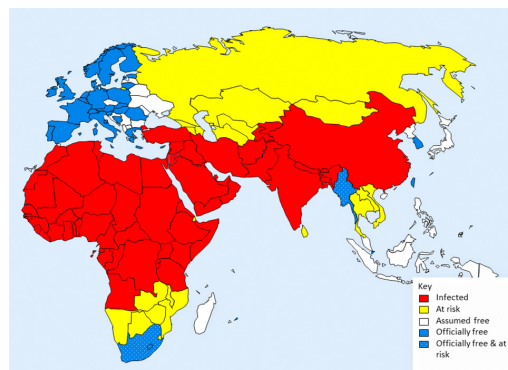 Key
Infected
At risk
Assumed free
Officially free
Officially free & at
risk